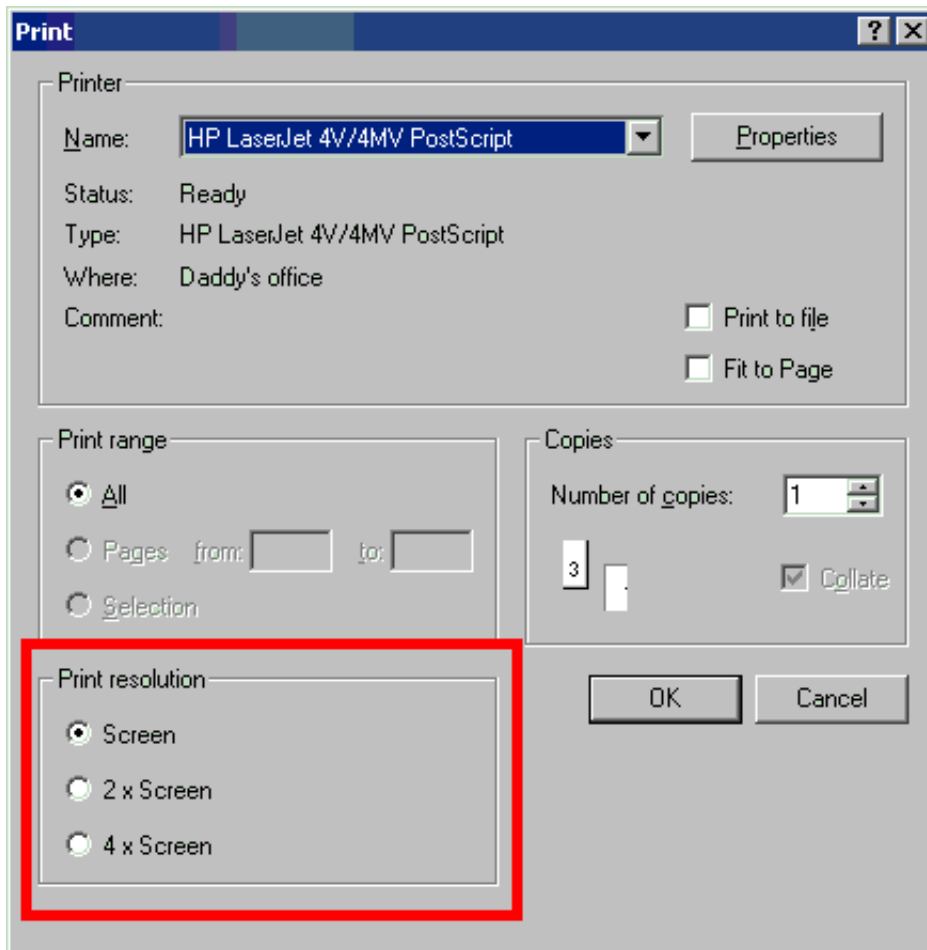 Print
Printer
Name: HP LaserJet 4V/4MV PostScript Properties
Status: Ready
Type: HP LaserJet 4V/4MV PostScript
Where: Daddy's office
Comment: Print to file
Fit to Page
Print range
All
Pages from: to:
Selection
Copies
Number of copies: 1
3
Collate
Print resolution
Screen
2 x Screen
4 x Screen
OK Cancel